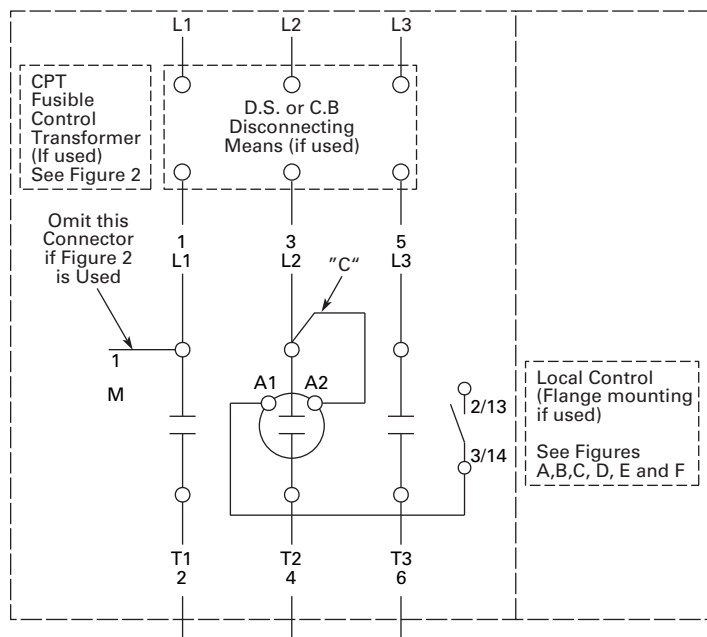 L1 L2 L3
CPT
Fusible
Control
Transformer
(If used)
See Figure 2
D.S. or C.B
Disconnecting
Means (if used)
Omit this
Connector
if Figure 2
is Used
1 3 5
L1 L2 L3
"C"
1
M
A1 A2
2/13
3/14
Local Control
(Flange mounting
if used)
See Figures
A,B,C, D, E and F
T1 T2 T3
2 4 6